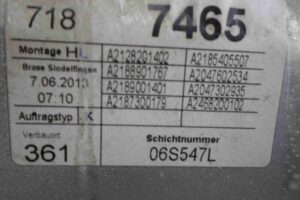 718 7465
Montage HL A2128201402 A2185405507
Brose Sindelfingen A2188901767 A2047602534
7.06.2013 A2189001401 A2047302935
07:10 A2187300179 A2468200102
Auftragstyp K
Verbauort Schichtnummer
361 06S547L